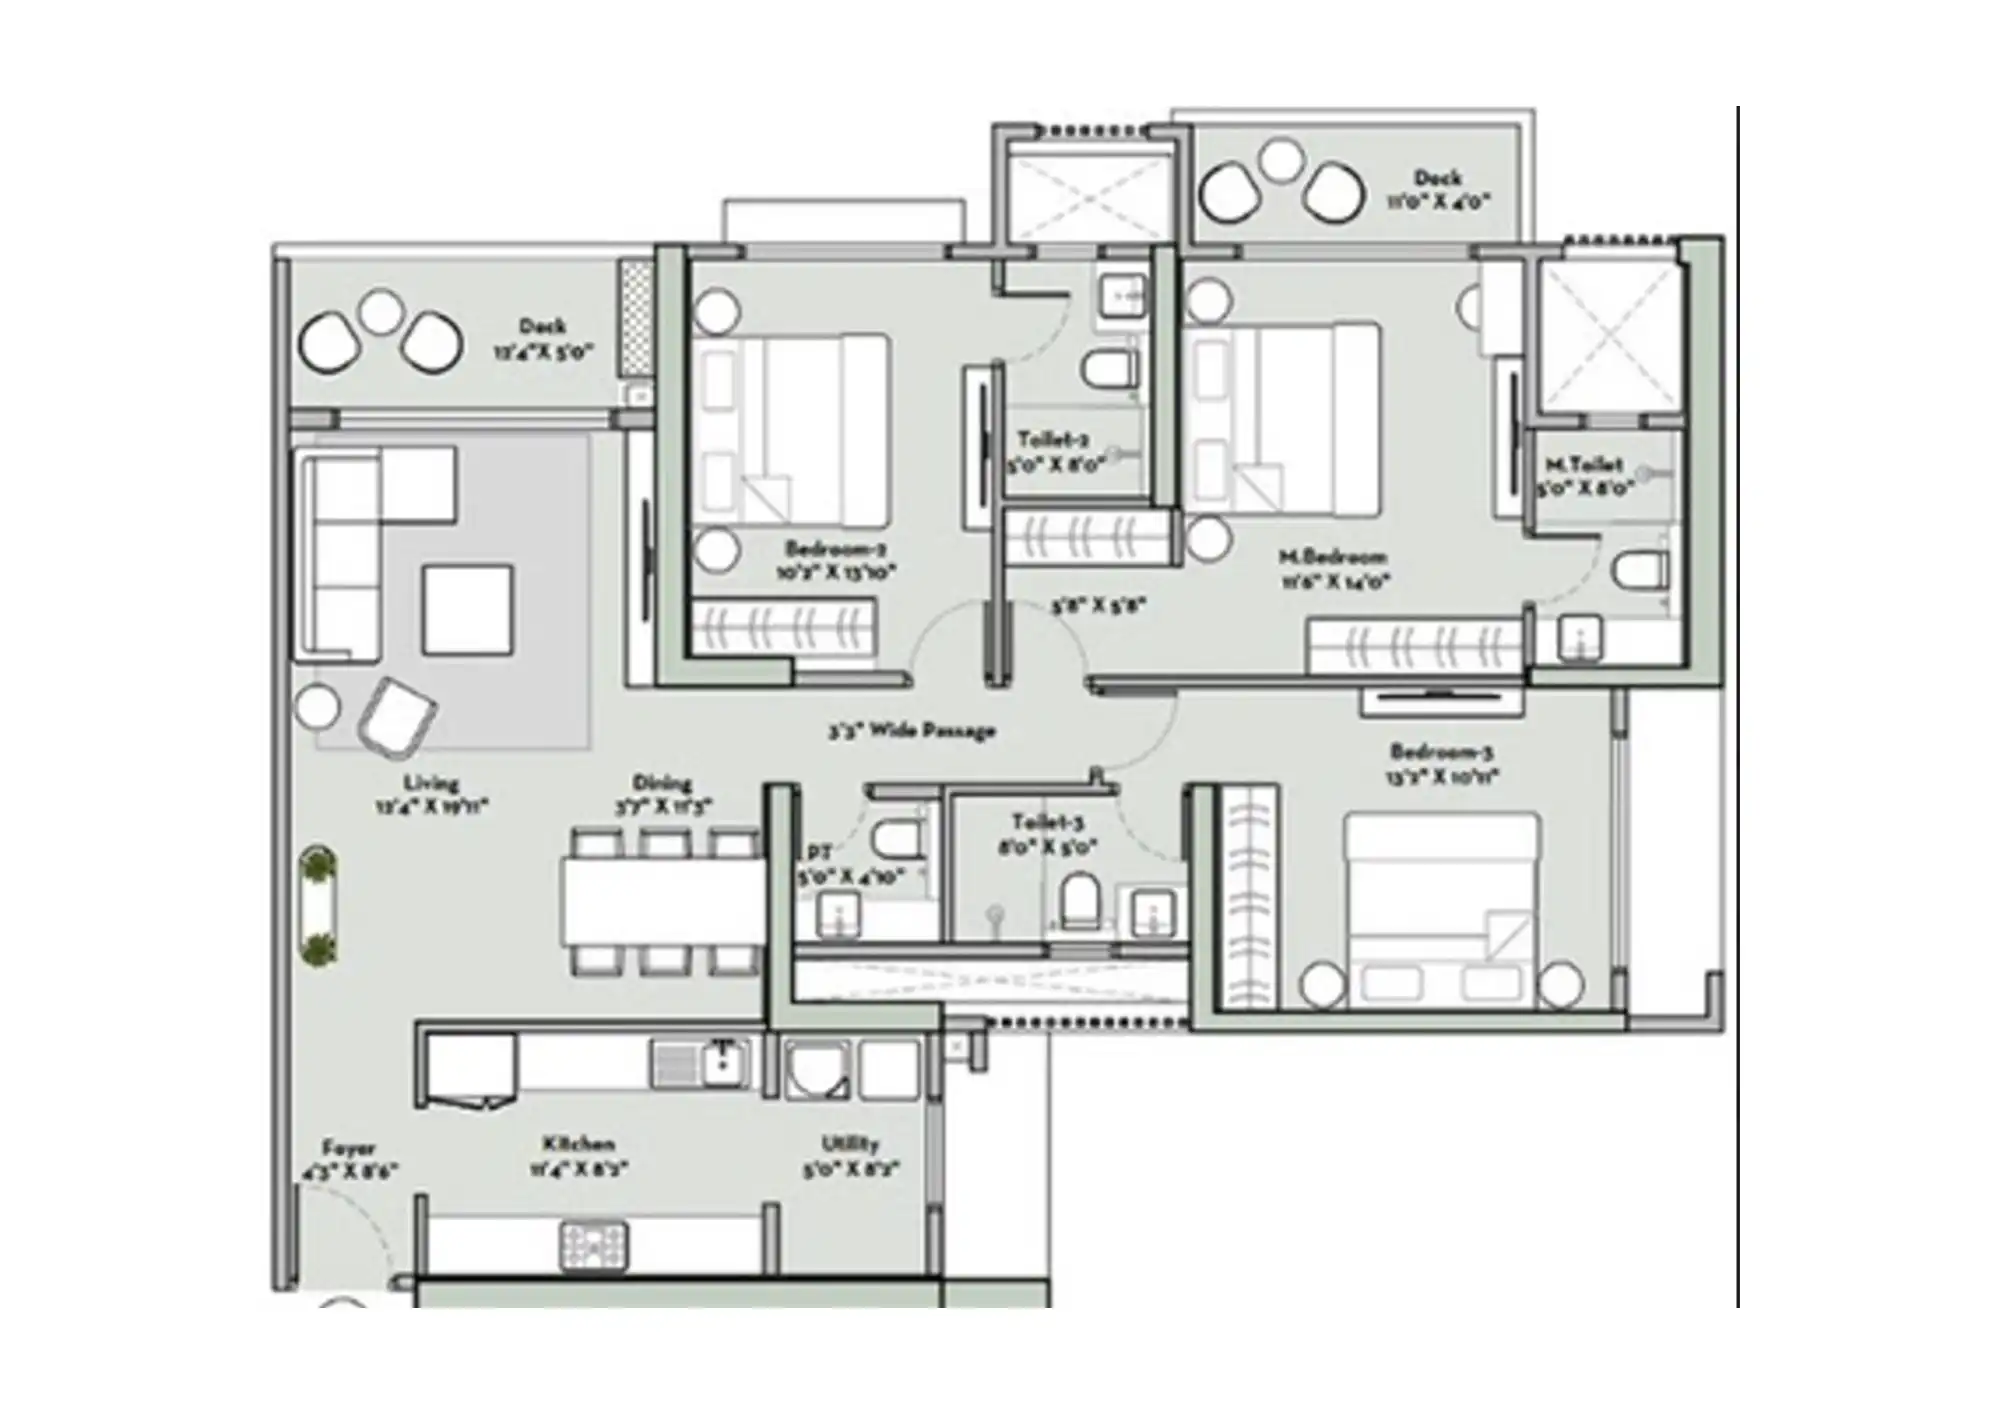 Deck
11'0" X 4'0"
Deck
12'4"X 5'0"
Toilet-2
5'0" X 8'0"
M.Toilet
5'0" X 8'0"
Bedroom-2
10'2" X 13'10"
M.Bedroom
11'6" X 14'0"
5'8" X 5'8"
3'3" Wide Passage
Bedroom-3
13'2" X 10'11"
Living
12'4" X 19'11"
Dining
3'7" X 11'3"
Toilet-3
8'0" X 5'0"
PT
5'0" X 4'10"
Foyer
4'3" X 8'6"
Kitchen
11'4" X 8'2"
Utility
5'0" X 8'2"